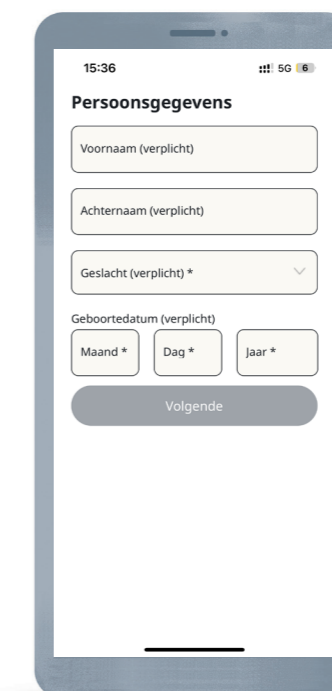 15:36 5G 6
Persoonsgegevens
Voornaam (verplicht)
Achternaam (verplicht)
Geslacht (verplicht) *
Geboortedatum (verplicht)
Maand * Dag * Jaar *
Volgende